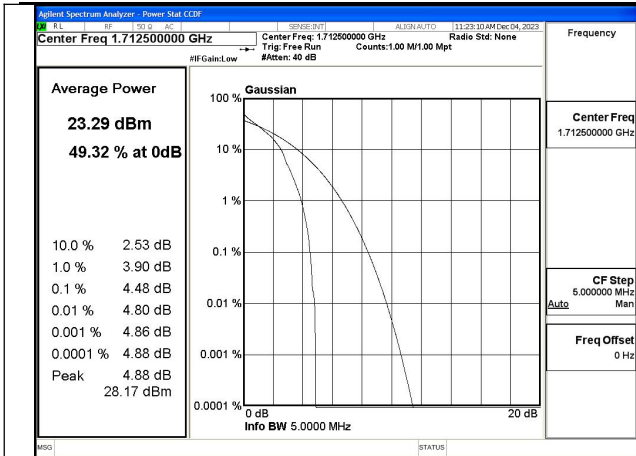 Agilent Spectrum Analyzer - Power Stat CCDF
RL RF 50 Ω AC SENSE:INT ALIGN AUTO 11:23:10 AM Dec 04, 2023
Center Freq 1.712500000 GHz
Center Freq: 1.712500000 GHz Radio Std: None
Trig: Free Run Counts:1.00 M/1.00 Mpt
#IFGain:Low #Atten: 40 dB
Frequency
Average Power
23.29 dBm
49.32 % at 0dB
10.0 % 2.53 dB
1.0 % 3.90 dB
0.1 % 4.48 dB
0.01 % 4.80 dB
0.001 % 4.86 dB
0.0001 % 4.88 dB
Peak 4.88 dB
28.17 dBm
Gaussian
100 %
10 %
1 %
0.1 %
0.01 %
0.001 %
0.0001 %
0 dB 20 dB
Info BW 5.0000 MHz
Center Freq
1.712500000 GHz
CF Step
5.000000 MHz
Auto Man
Freq Offset
0 Hz
MSG STATUS